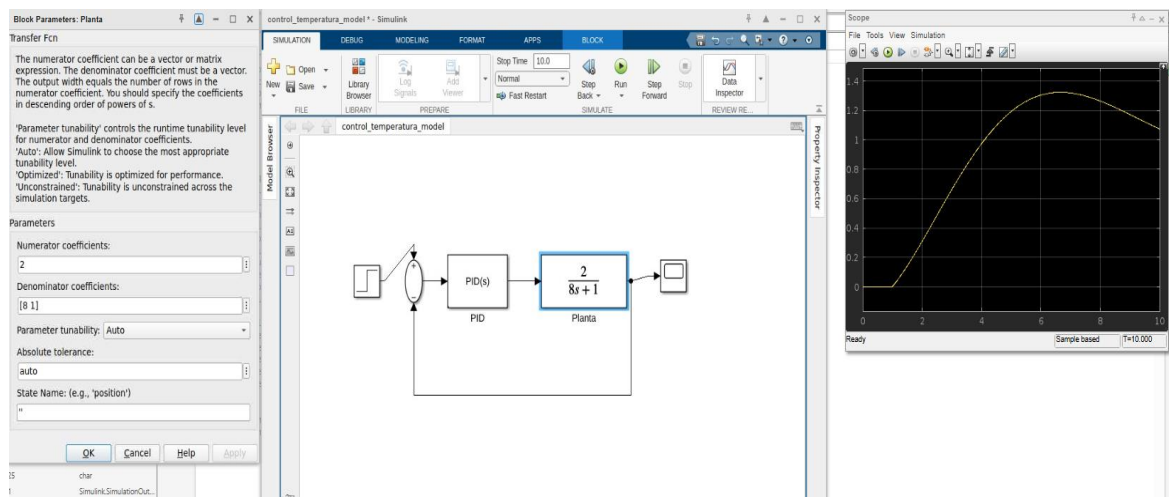 Block Parameters: Planta
Transfer Fcn
The numerator coefficient can be a vector or matrix
expression. The denominator coefficient must be a vector.
The output width equals the number of rows in the
numerator coefficient. You should specify the coefficients
in descending order of powers of s.
'Parameter tunability' controls the runtime tunability level
for numerator and denominator coefficients.
'Auto': Allow Simulink to choose the most appropriate
tunability level.
'Optimized': Tunability is optimized for performance.
'Unconstrained': Tunability is unconstrained across the
simulation targets.
Parameters
Numerator coefficients:
2
Denominator coefficients:
[8 1]
Parameter tunability: Auto
Absolute tolerance:
auto
State Name: (e.g., 'position')
''
OK Cancel Help Apply
25 char
1 Simulink.SimulationOut...
control_temperatura_model * - Simulink
SIMULATION DEBUG MODELING FORMAT APPS BLOCK
New
Open
Save
FILE
Library
Browser
LIBRARY
Log
Signals
Add
Viewer
PREPARE
Stop Time 10.0
Normal
Fast Restart
Step
Back
Run
Step
Forward
Stop
SIMULATE
Data
Inspector
REVIEW RE...
Model Browser
control_temperatura_model
Property Inspector
+
−
PID(s)
PID
2
8s + 1
Planta
Scope
File Tools View Simulation
1.4
1.2
1
0.8
0.6
0.4
0.2
0
0 2 4 6 8 10
Ready Sample based T=10.000